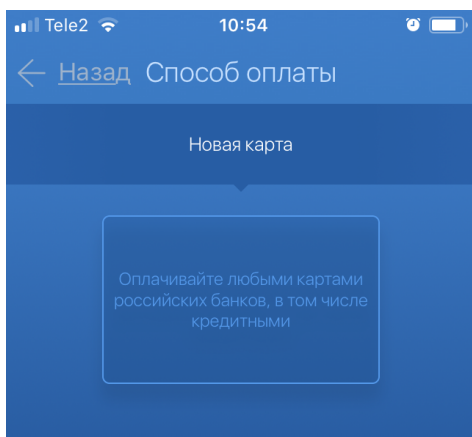 Tele2 10:54
Назад Способ оплаты
Новая карта
Оплачивайте любыми картами
российских банков, в том числе
кредитными